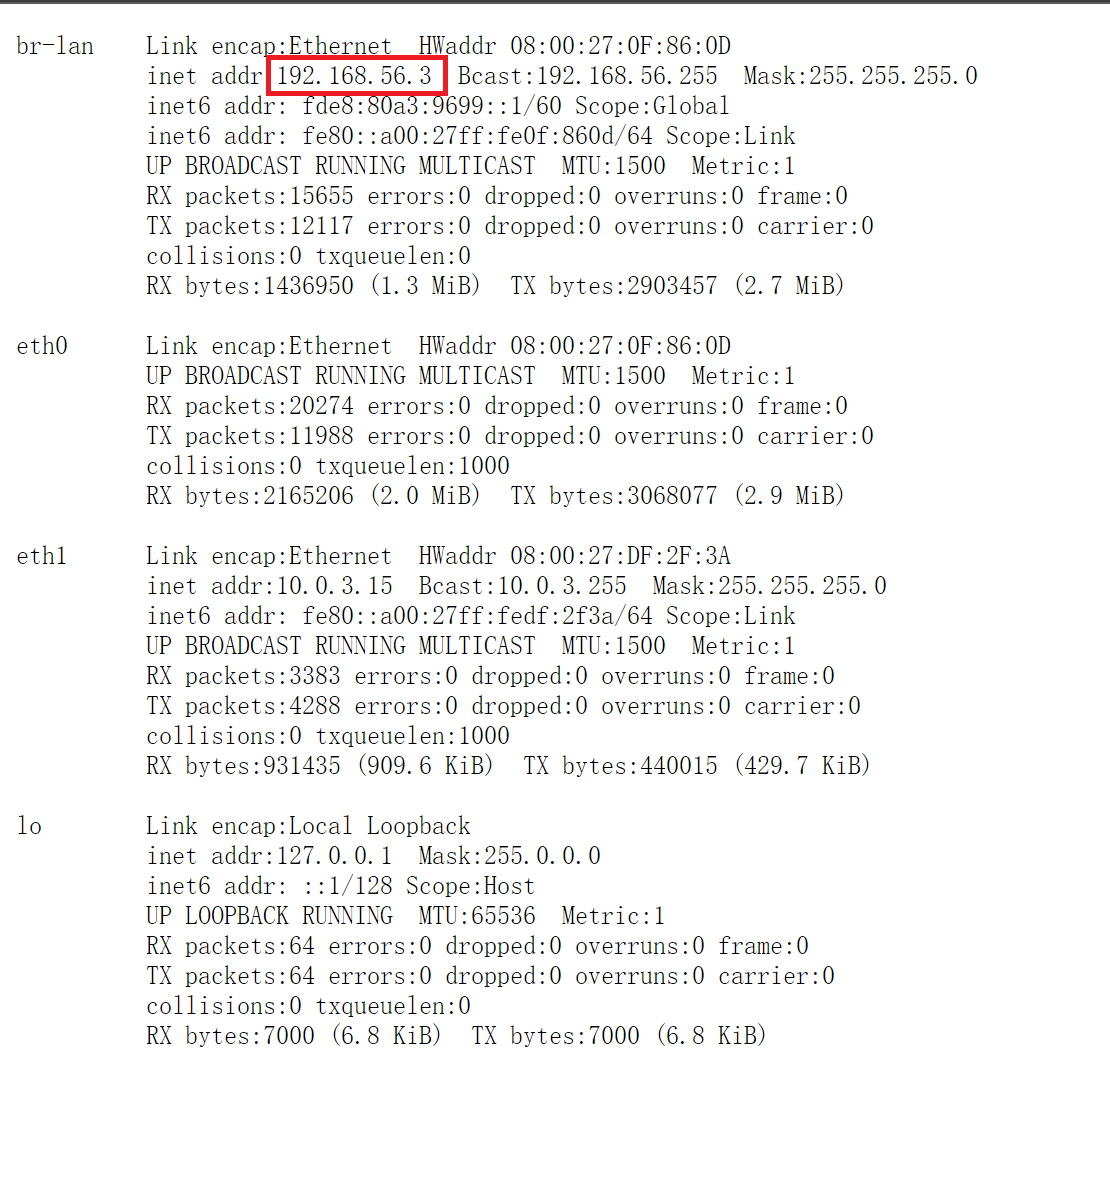 br-lan    Link encap:Ethernet  HWaddr 08:00:27:0F:86:0D
          inet addr 192.168.56.3  Bcast:192.168.56.255  Mask:255.255.255.0
          inet6 addr: fde8:80a3:9699::1/60 Scope:Global
          inet6 addr: fe80::a00:27ff:fe0f:860d/64 Scope:Link
          UP BROADCAST RUNNING MULTICAST  MTU:1500  Metric:1
          RX packets:15655 errors:0 dropped:0 overruns:0 frame:0
          TX packets:12117 errors:0 dropped:0 overruns:0 carrier:0
          collisions:0 txqueuelen:0
          RX bytes:1436950 (1.3 MiB)  TX bytes:2903457 (2.7 MiB)

eth0      Link encap:Ethernet  HWaddr 08:00:27:0F:86:0D
          UP BROADCAST RUNNING MULTICAST  MTU:1500  Metric:1
          RX packets:20274 errors:0 dropped:0 overruns:0 frame:0
          TX packets:11988 errors:0 dropped:0 overruns:0 carrier:0
          collisions:0 txqueuelen:1000
          RX bytes:2165206 (2.0 MiB)  TX bytes:3068077 (2.9 MiB)

eth1      Link encap:Ethernet  HWaddr 08:00:27:DF:2F:3A
          inet addr:10.0.3.15  Bcast:10.0.3.255  Mask:255.255.255.0
          inet6 addr: fe80::a00:27ff:fedf:2f3a/64 Scope:Link
          UP BROADCAST RUNNING MULTICAST  MTU:1500  Metric:1
          RX packets:3383 errors:0 dropped:0 overruns:0 frame:0
          TX packets:4288 errors:0 dropped:0 overruns:0 carrier:0
          collisions:0 txqueuelen:1000
          RX bytes:931435 (909.6 KiB)  TX bytes:440015 (429.7 KiB)

lo        Link encap:Local Loopback
          inet addr:127.0.0.1  Mask:255.0.0.0
          inet6 addr: ::1/128 Scope:Host
          UP LOOPBACK RUNNING  MTU:65536  Metric:1
          RX packets:64 errors:0 dropped:0 overruns:0 frame:0
          TX packets:64 errors:0 dropped:0 overruns:0 carrier:0
          collisions:0 txqueuelen:0
          RX bytes:7000 (6.8 KiB)  TX bytes:7000 (6.8 KiB)